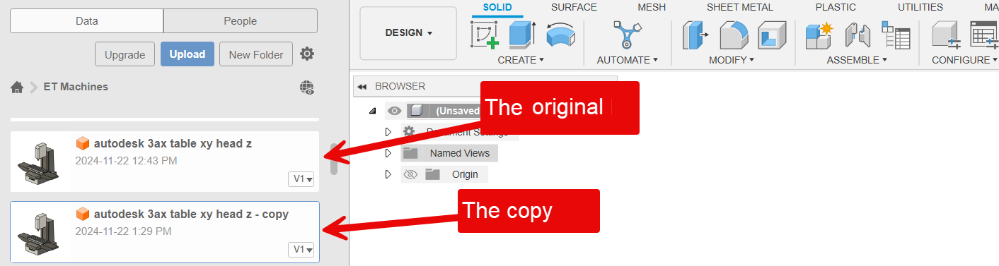 Data
People
Upgrade
Upload
New Folder
ET Machines
autodesk 3ax table xy head z
2024-11-22 12:43 PM
V1
autodesk 3ax table xy head z - copy
2024-11-22 1:29 PM
V1
DESIGN
SOLID
SURFACE
MESH
SHEET METAL
PLASTIC
UTILITIES
MA
CREATE
AUTOMATE
MODIFY
ASSEMBLE
CONFIGURE
BROWSER
(Unsaved
Document Settings
Named Views
Origin
The original
The copy